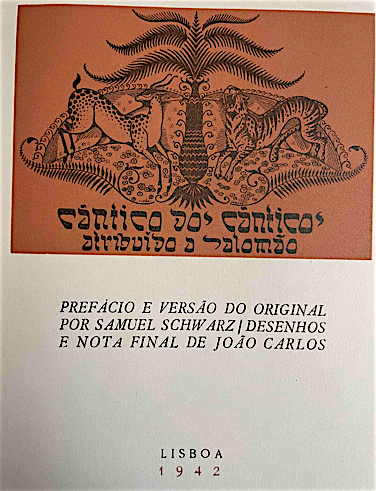 Cântico dos Cânticos
atribuído a Salomão
PREFÁCIO E VERSÃO DO ORIGINAL
POR SAMUEL SCHWARZ | DESENHOS
E NOTA FINAL DE JOÃO CARLOS
LISBOA
1942